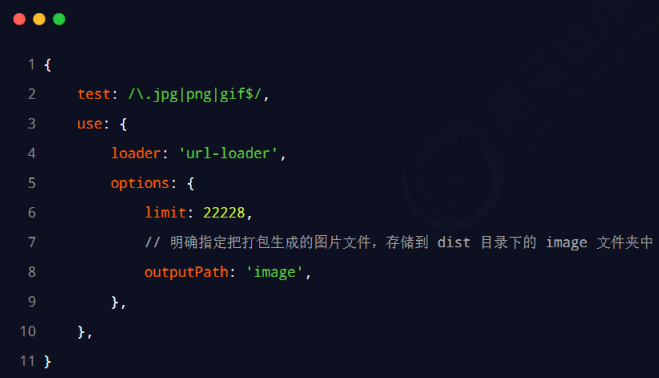 1 {
2     test: /\.jpg|png|gif$/,
3     use: {
4         loader: 'url-loader',
5         options: {
6             limit: 22228,
7             // 明确指定把打包生成的图片文件，存储到 dist 目录下的 image 文件夹中
8             outputPath: 'image',
9         },
10     },
11 }